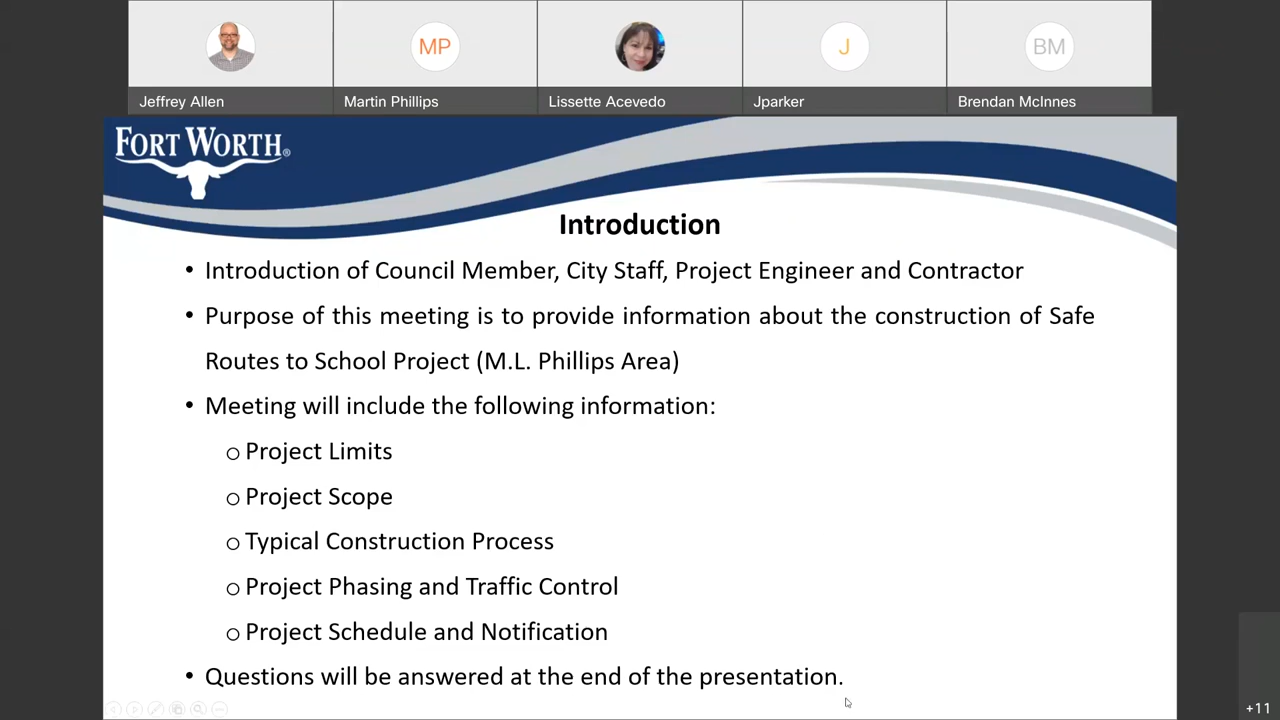 MP
J
BM
Jeffrey Allen
Martin Phillips
Lissette Acevedo
Jparker
Brendan McInnes
FORT WORTH®
Introduction
• Introduction of Council Member, City Staff, Project Engineer and Contractor
• Purpose of this meeting is to provide information about the construction of Safe
Routes to School Project (M.L. Phillips Area)
• Meeting will include the following information:
o Project Limits
o Project Scope
o Typical Construction Process
o Project Phasing and Traffic Control
o Project Schedule and Notification
• Questions will be answered at the end of the presentation.
+11